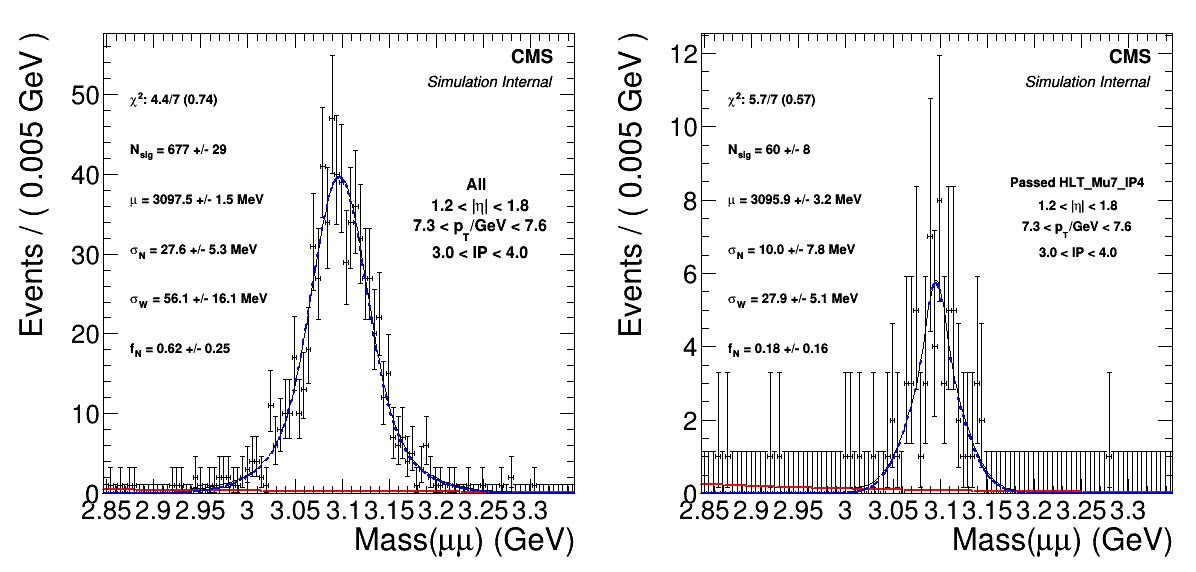 CMS
Simulation Internal
χ²: 4.4/7 (0.74)
N_sig = 677 +/- 29
μ = 3097.5 +/- 1.5 MeV
σ_N = 27.6 +/- 5.3 MeV
σ_W = 56.1 +/- 16.1 MeV
f_N = 0.62 +/- 0.25
All
1.2 < |η| < 1.8
7.3 < p_T/GeV < 7.6
3.0 < IP < 4.0
Events / ( 0.005 GeV )
50
40
30
20
10
0
2.85 2.9 2.95 3 3.05 3.1 3.15 3.2 3.25 3.3
Mass(μμ) (GeV)
CMS
Simulation Internal
χ²: 5.7/7 (0.57)
N_sig = 60 +/- 8
μ = 3095.9 +/- 3.2 MeV
σ_N = 10.0 +/- 7.8 MeV
σ_W = 27.9 +/- 5.1 MeV
f_N = 0.18 +/- 0.16
Passed HLT_Mu7_IP4
1.2 < |η| < 1.8
7.3 < p_T/GeV < 7.6
3.0 < IP < 4.0
Events / ( 0.005 GeV )
12
10
8
6
4
2
0
2.85 2.9 2.95 3 3.05 3.1 3.15 3.2 3.25 3.3
Mass(μμ) (GeV)